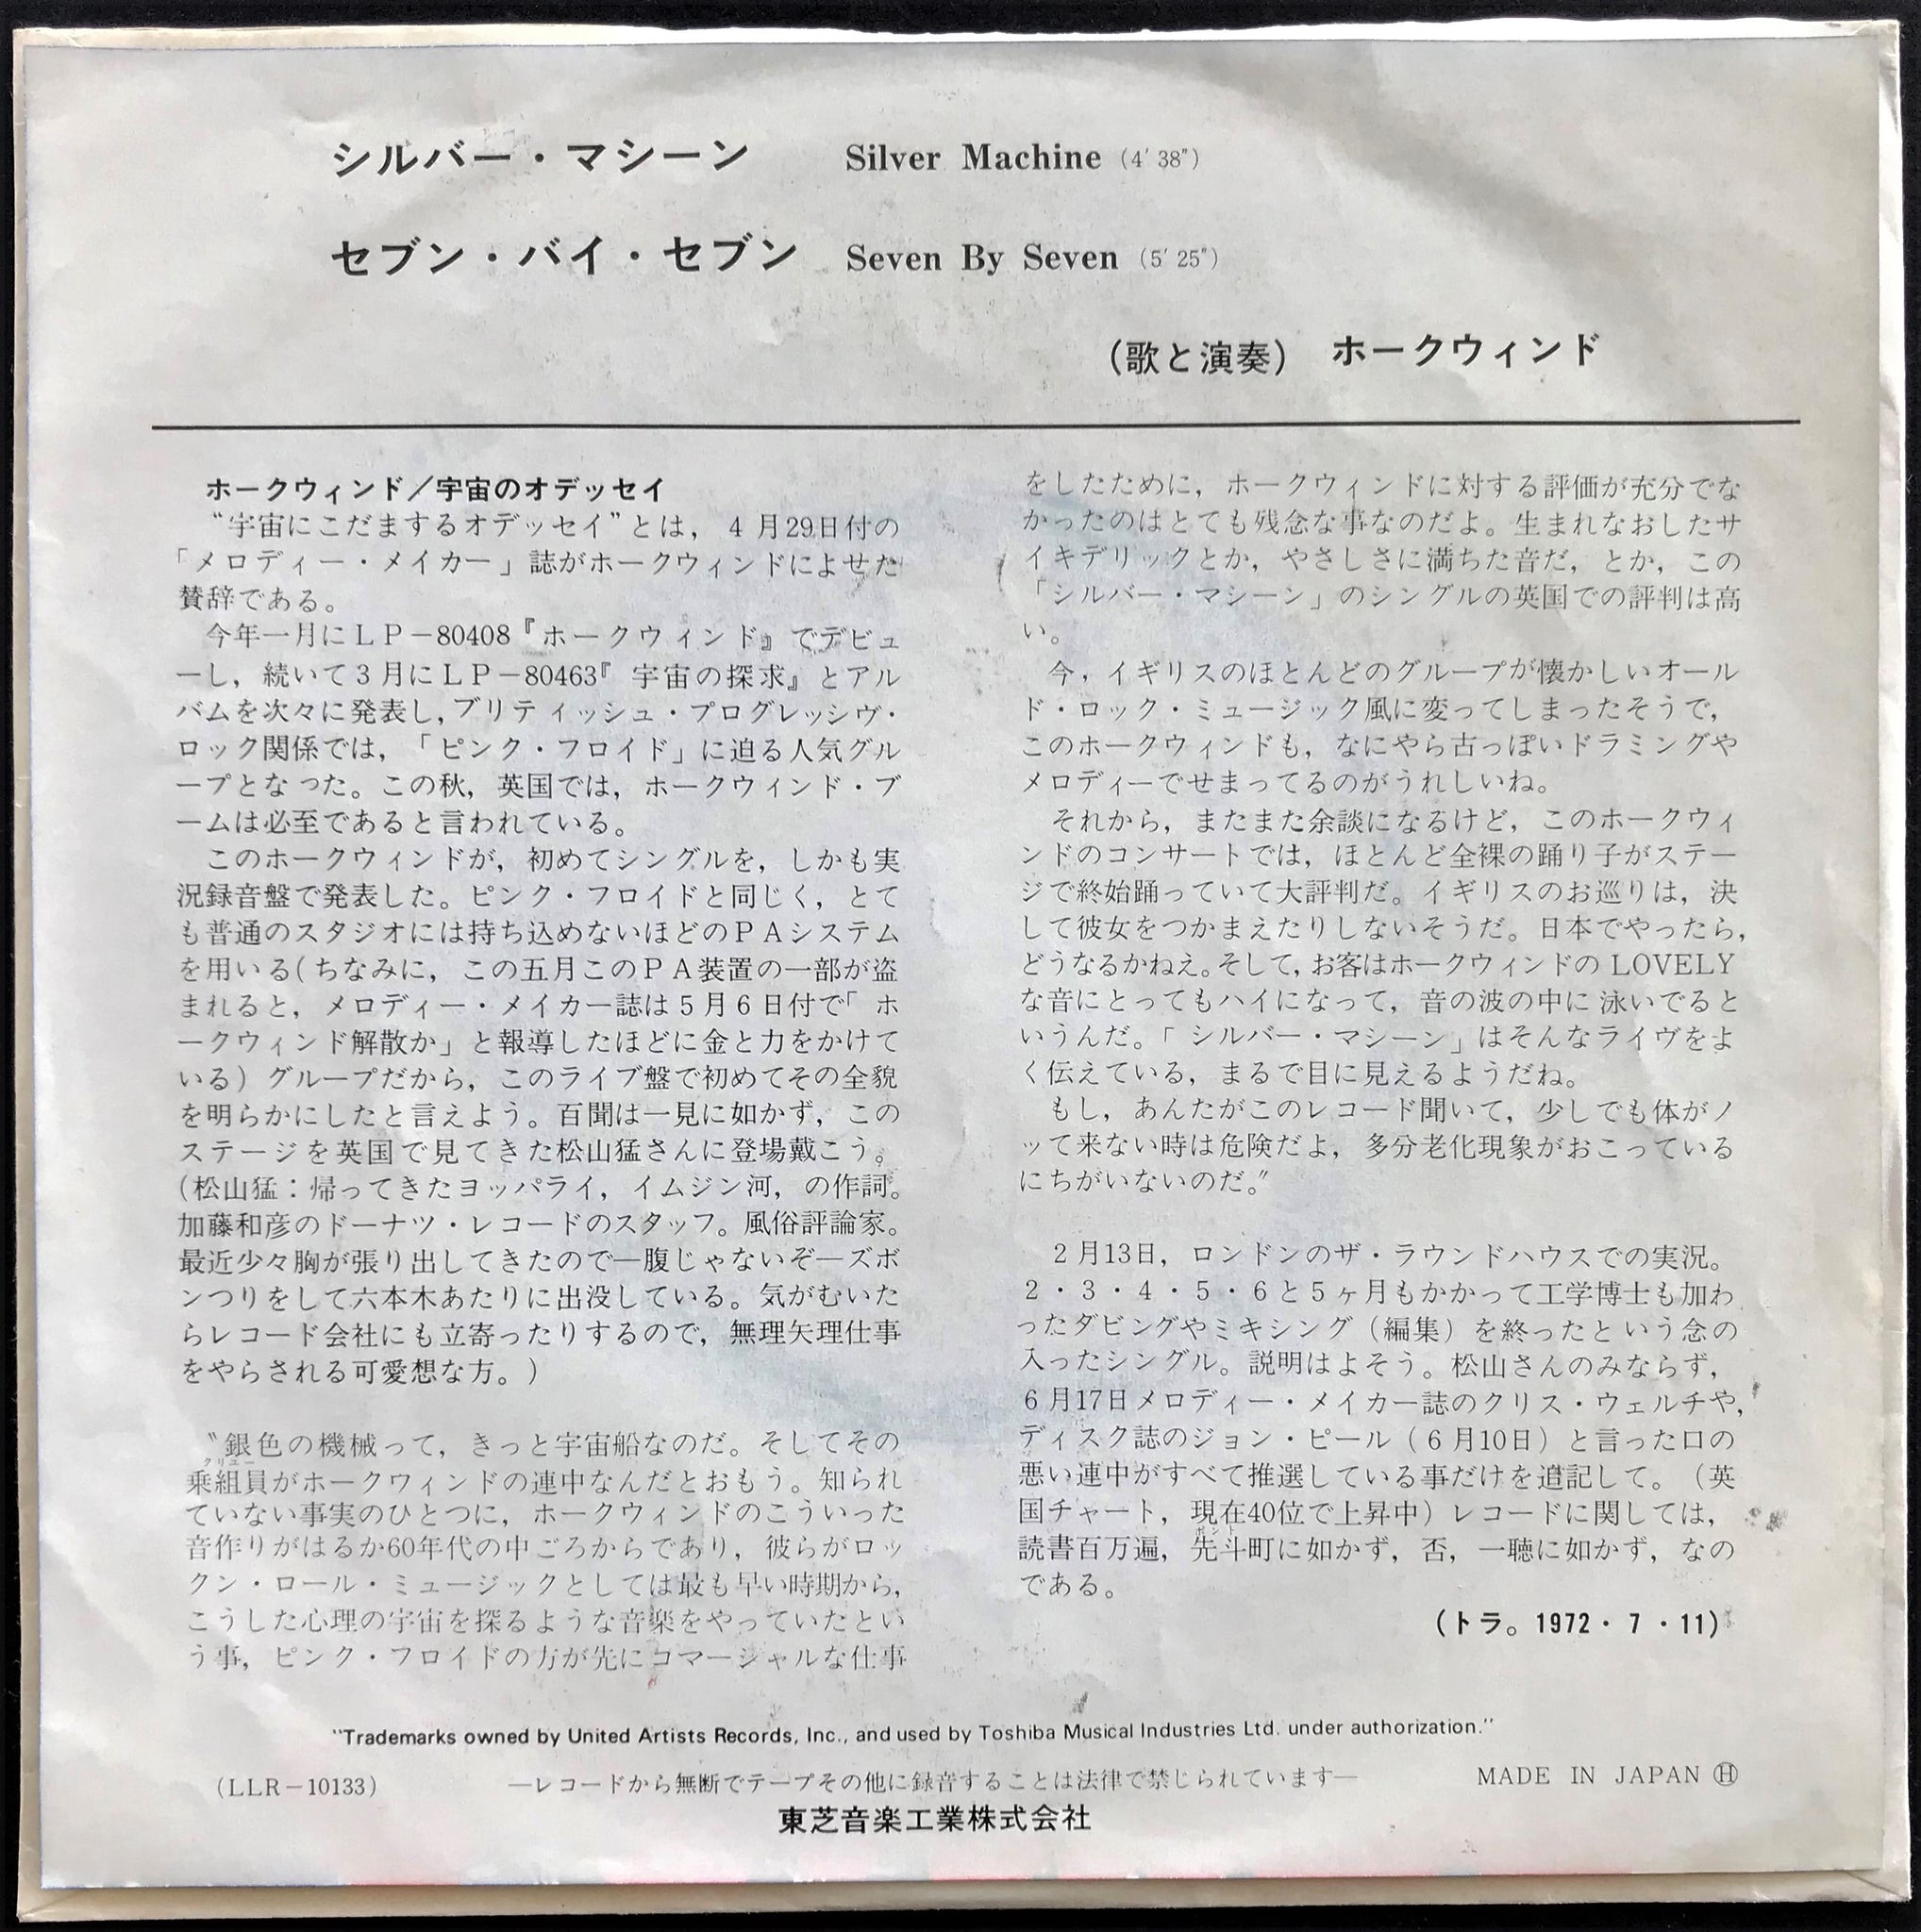 シルバー・マシーン Silver Machine (4′38″)
セブン・バイ・セブン Seven By Seven (5′25″)
(歌と演奏) ホークウィンド
ホークウィンド／宇宙のオデッセイ
“宇宙にこだまするオデッセイ”とは，4月29日付の
「メロディー・メイカー」誌がホークウィンドによせた
賛辞である。
今年一月にＬＰ－80408『ホークウィンド』でデビュ
ーし，続いて3月にＬＰ－80463『宇宙の探求』とアル
バムを次々に発表し，ブリティッシュ・プログレッシヴ・
ロック関係では，「ピンク・フロイド」に迫る人気グル
ープとなった。この秋，英国では，ホークウィンド・ブ
ームは必至であると言われている。
このホークウィンドが，初めてシングルを，しかも実
況録音盤で発表した。ピンク・フロイドと同じく，とて
も普通のスタジオには持ち込めないほどのＰＡシステム
を用いる(ちなみに，この五月このＰＡ装置の一部が盗
まれると，メロディー・メイカー誌は5月6日付で「ホ
ークウィンド解散か」と報導したほどに金と力をかけて
いる）グループだから，このライブ盤で初めてその全貌
を明らかにしたと言えよう。百聞は一見に如かず，この
ステージを英国で見てきた松山猛さんに登場戴こう。
(松山猛：帰ってきたヨッパライ，イムジン河，の作詞。
加藤和彦のドーナツ・レコードのスタッフ。風俗評論家。
最近少々胸が張り出してきたので―腹じゃないぞ―ズボ
ンつりをして六本木あたりに出没している。気がむいた
らレコード会社にも立寄ったりするので，無理矢理仕事
をやらされる可愛想な方。）
〝銀色の機械って，きっと宇宙船なのだ。そしてその
クリユー
乗組員がホークウィンドの連中なんだとおもう。知られ
ていない事実のひとつに，ホークウィンドのこういった
音作りがはるか60年代の中ごろからであり，彼らがロッ
クン・ロール・ミュージックとしては最も早い時期から，
こうした心理の宇宙を探るような音楽をやっていたとい
う事，ピンク・フロイドの方が先にコマーシャルな仕事
をしたために，ホークウィンドに対する評価が充分でな
かったのはとても残念な事なのだよ。生まれなおしたサ
イキデリックとか，やさしさに満ちた音だ，とか，この
「シルバー・マシーン」のシングルの英国での評判は高
い。
今，イギリスのほとんどのグループが懐かしいオール
ド・ロック・ミュージック風に変ってしまったそうで，
このホークウィンドも，なにやら古っぽいドラミングや
メロディーでせまってるのがうれしいね。
それから，またまた余談になるけど，このホークウィ
ンドのコンサートでは，ほとんど全裸の踊り子がステー
ジで終始踊っていて大評判だ。イギリスのお巡りは，決
して彼女をつかまえたりしないそうだ。日本でやったら，
どうなるかねえ。そして，お客はホークウィンドの LOVELY
な音にとってもハイになって，音の波の中に泳いでると
いうんだ。「シルバー・マシーン」はそんなライヴをよ
く伝えている，まるで目に見えるようだね。
もし，あんたがこのレコード聞いて，少しでも体がノ
ッて来ない時は危険だよ，多分老化現象がおこっている
にちがいないのだ。〟
2月13日，ロンドンのザ・ラウンドハウスでの実況。
2・3・4・5・6と5ヶ月もかかって工学博士も加わ
ったダビングやミキシング（編集）を終ったという念の
入ったシングル。説明はよそう。松山さんのみならず，
6月17日メロディー・メイカー誌のクリス・ウェルチや，
ディスク誌のジョン・ピール（6月10日）と言った口の
悪い連中がすべて推選している事だけを追記して。（英
国チャート，現在40位で上昇中）レコードに関しては，
ポント
読書百万遍，先斗町に如かず，否，一聴に如かず，なの
である。
(トラ。1972・7・11)
"Trademarks owned by United Artists Records, Inc., and used by Toshiba Musical Industries Ltd. under authorization."
(LLR－10133) ―レコードから無断でテープその他に録音することは法律で禁じられています― MADE IN JAPAN Ⓗ
東芝音楽工業株式会社